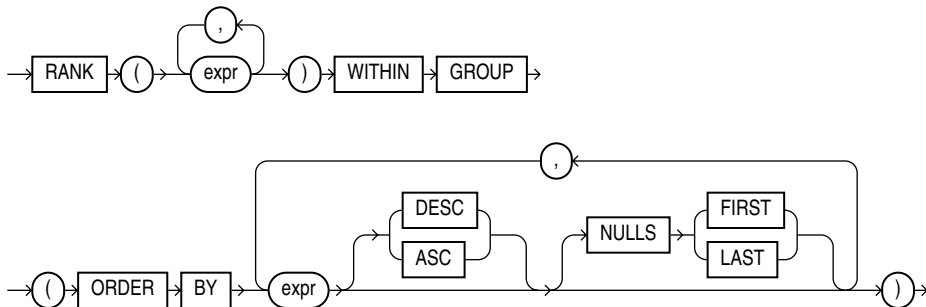 ,
RANK ( expr ) WITHIN GROUP
,
DESC FIRST
NULLS
ASC LAST
( ORDER BY expr )